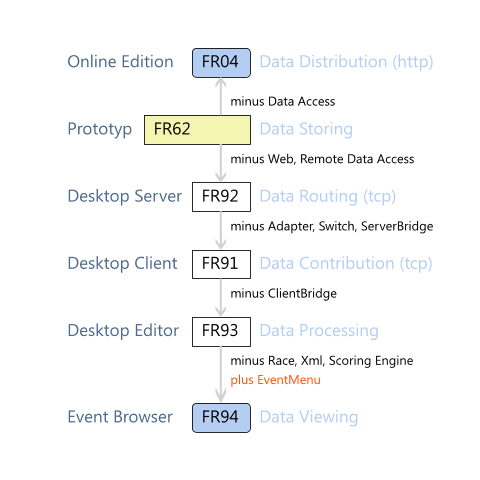 Online Edition FR04 Data Distribution (http)
minus Data Access
Prototyp FR62 Data Storing
minus Web, Remote Data Access
Desktop Server FR92 Data Routing (tcp)
minus Adapter, Switch, ServerBridge
Desktop Client FR91 Data Contribution (tcp)
minus ClientBridge
Desktop Editor FR93 Data Processing
minus Race, Xml, Scoring Engine
plus EventMenu
Event Browser FR94 Data Viewing